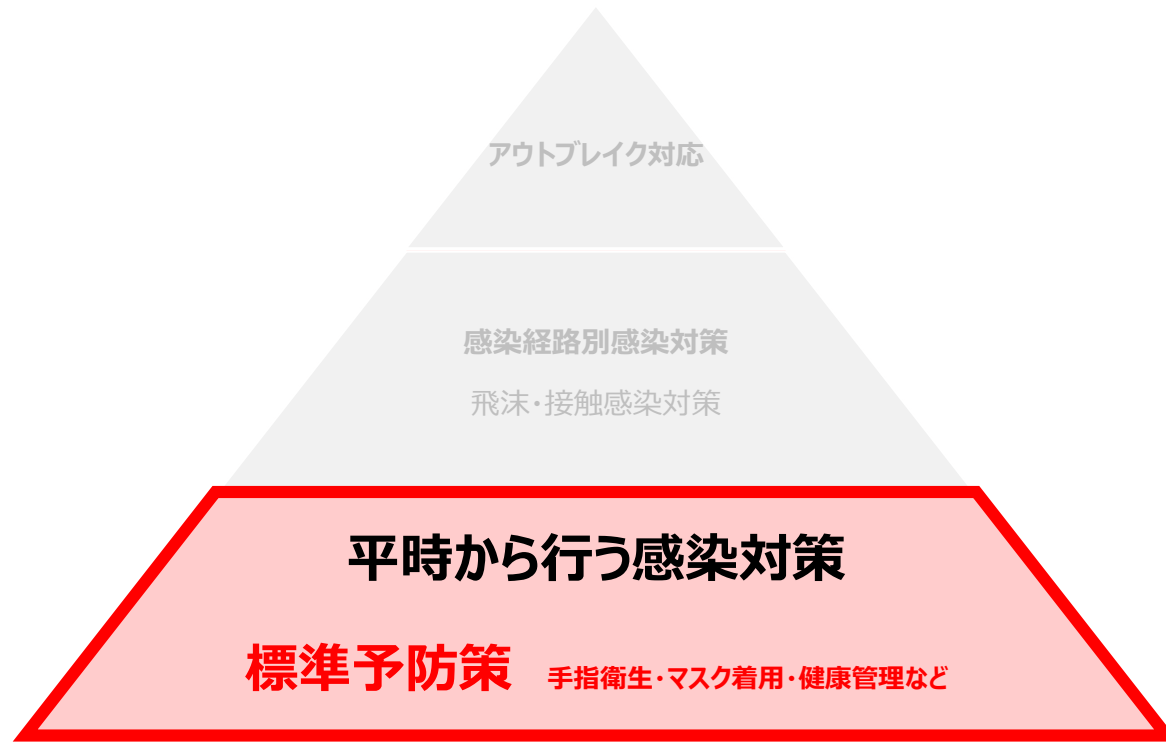 アウトブレイク対応
感染経路別感染対策
飛沫・接触感染対策
平時から行う感染対策
標準予防策 手指衛生・マスク着用・健康管理など